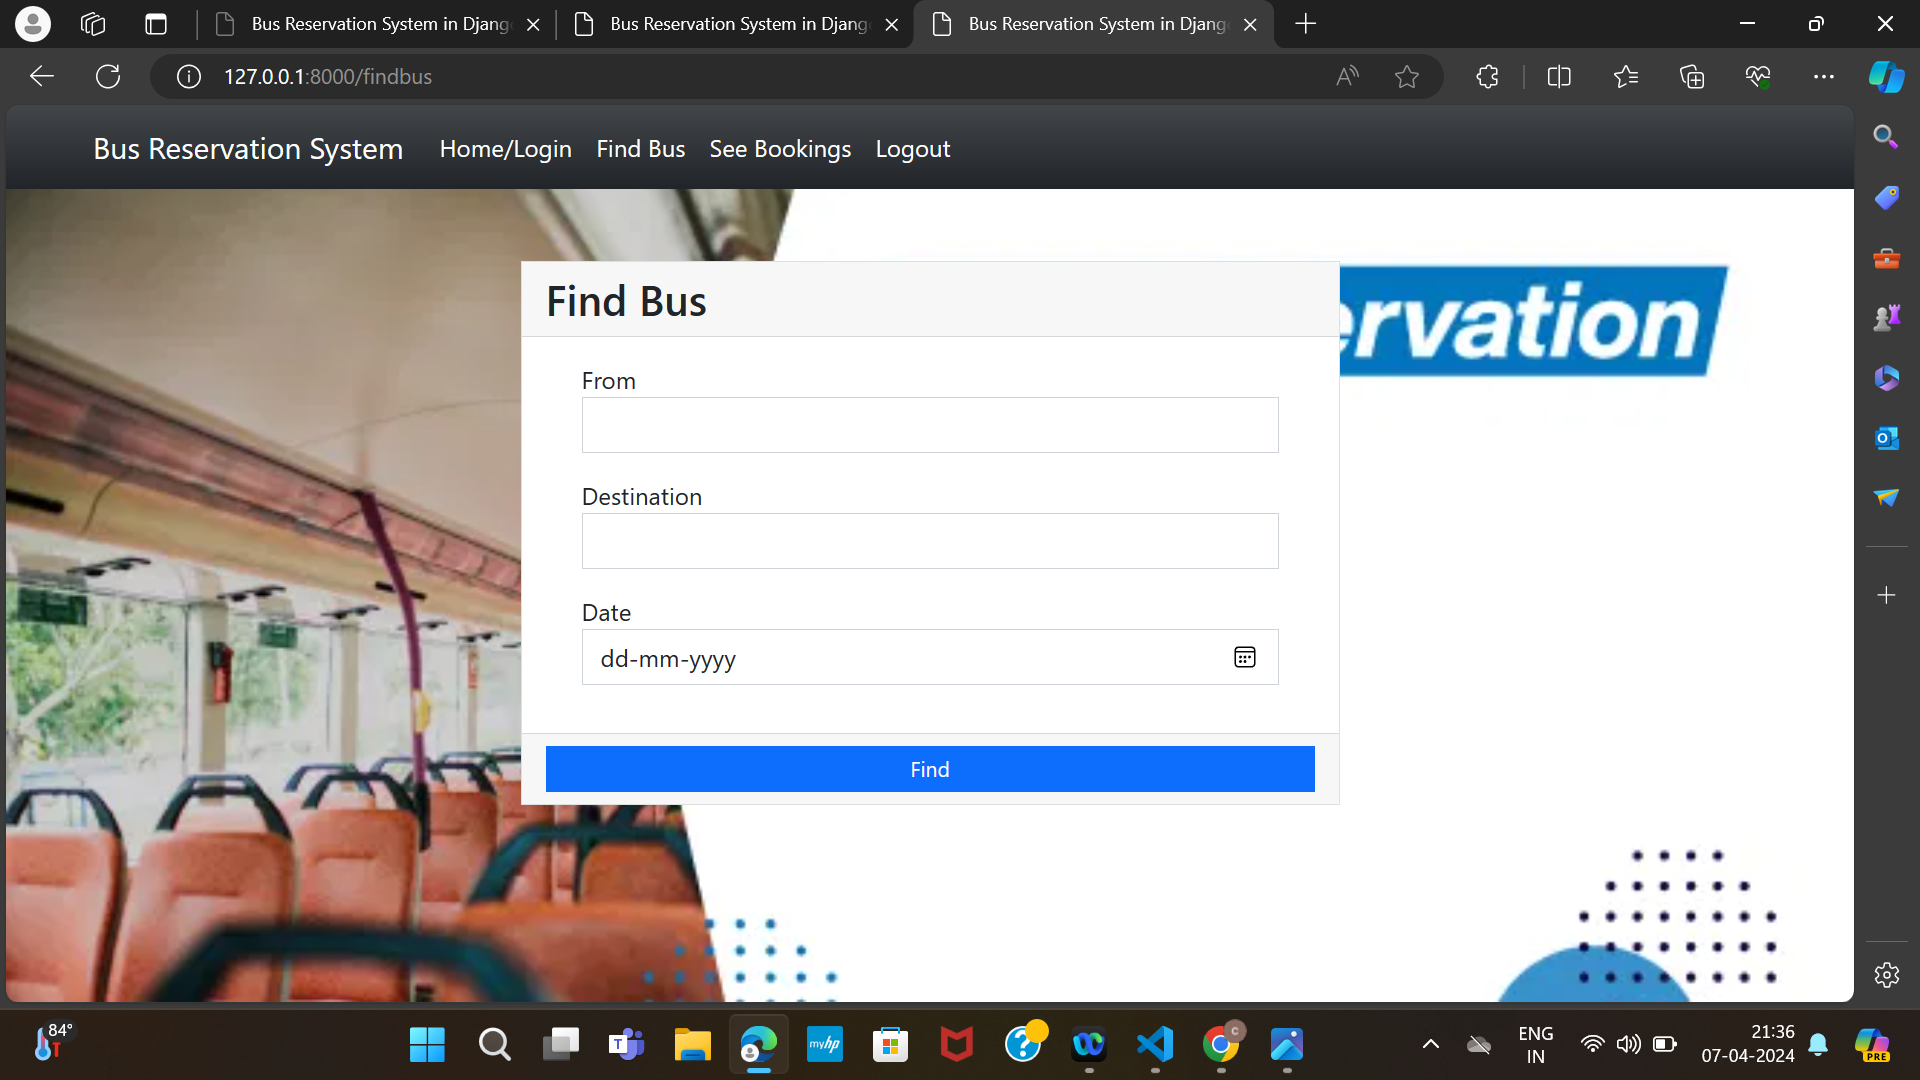 Bus Reservation System in Djang
Bus Reservation System in Djang
Bus Reservation System in Djang
127.0.0.1:8000/findbus
Bus Reservation System
Home/Login
Find Bus
See Bookings
Logout
ervation
Find Bus
From
Destination
Date
dd-mm-yyyy
Find
84°
T
myhp
?
C
ENG
IN
21:36
07-04-2024
PRE